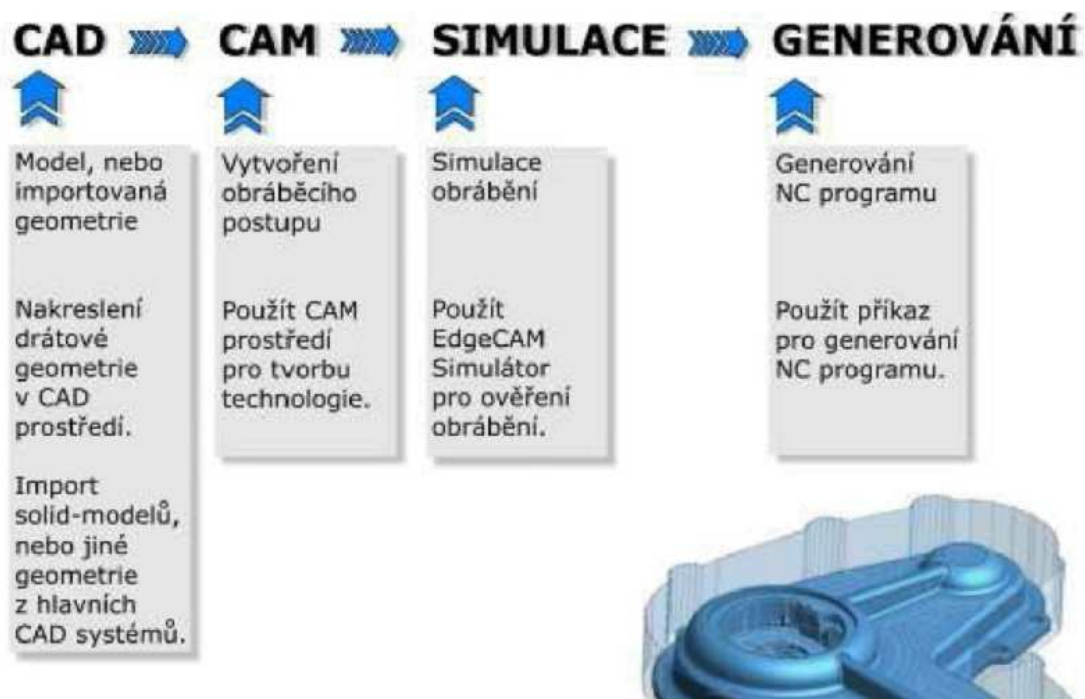 CAD CAM SIMULACE GENEROVÁNÍ
Model, nebo
importovaná
geometrie
Nakreslení
drátové
geometrie
v CAD
prostředí.
Import
solid-modelů,
nebo jiné
geometrie
z hlavních
CAD systémů.
Vytvoření
obráběcího
postupu
Použít CAM
prostředí
pro tvorbu
technologie.
Simulace
obrábění
Použít
EdgeCAM
Simulátor
pro ověření
obrábění.
Generování
NC programu
Použít příkaz
pro generování
NC programu.